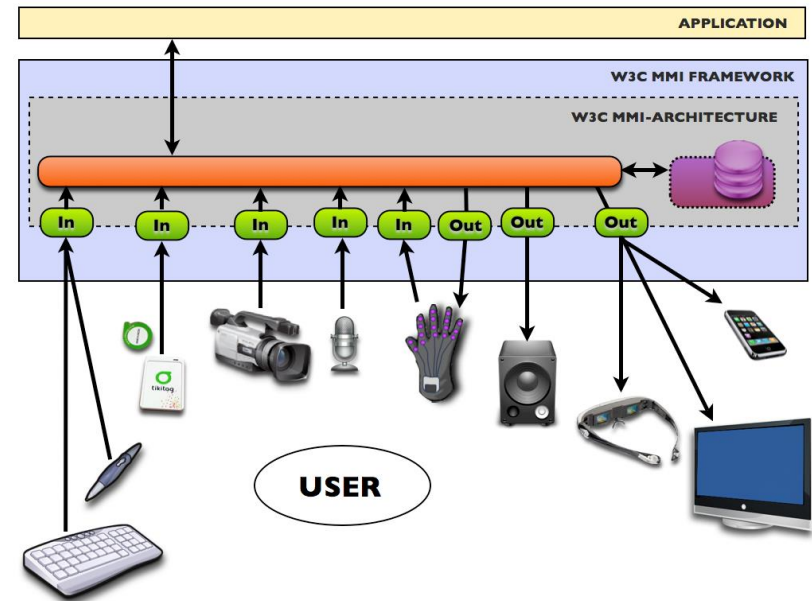 APPLICATION
W3C MMI FRAMEWORK
W3C MMI-ARCHITECTURE
In
In
In
In
In
Out
Out
Out
tikitag
USER